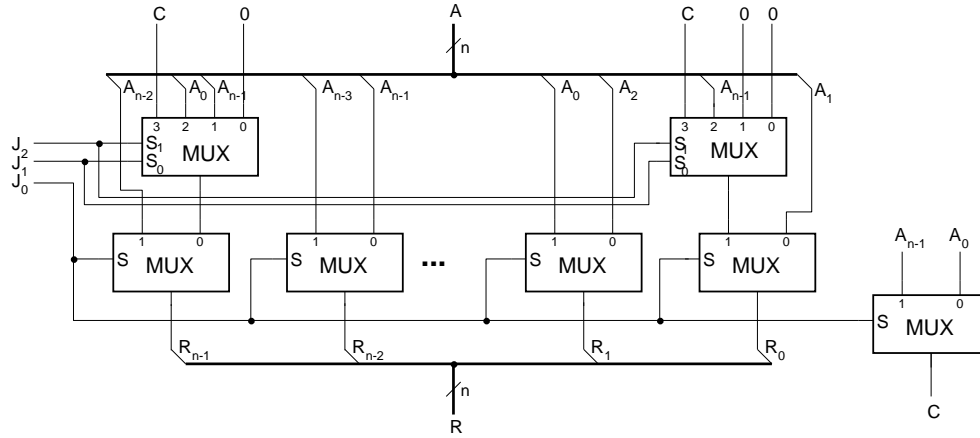 C 0 A C 0 0
n
A_{n-2} A_0 A_{n-1} A_{n-3} A_{n-1} A_0 A_2 A_{n-1} A_1
3 2 1 0 3 2 1 0
J_2 S_1 MUX S_1 MUX
J_1 S_0 S_0
J_0
1 0 1 0 1 0 1 0 A_{n-1} A_0
S MUX S MUX ... S MUX S MUX
1 0
S MUX
R_{n-1} R_{n-2} R_1 R_0
n
C
R